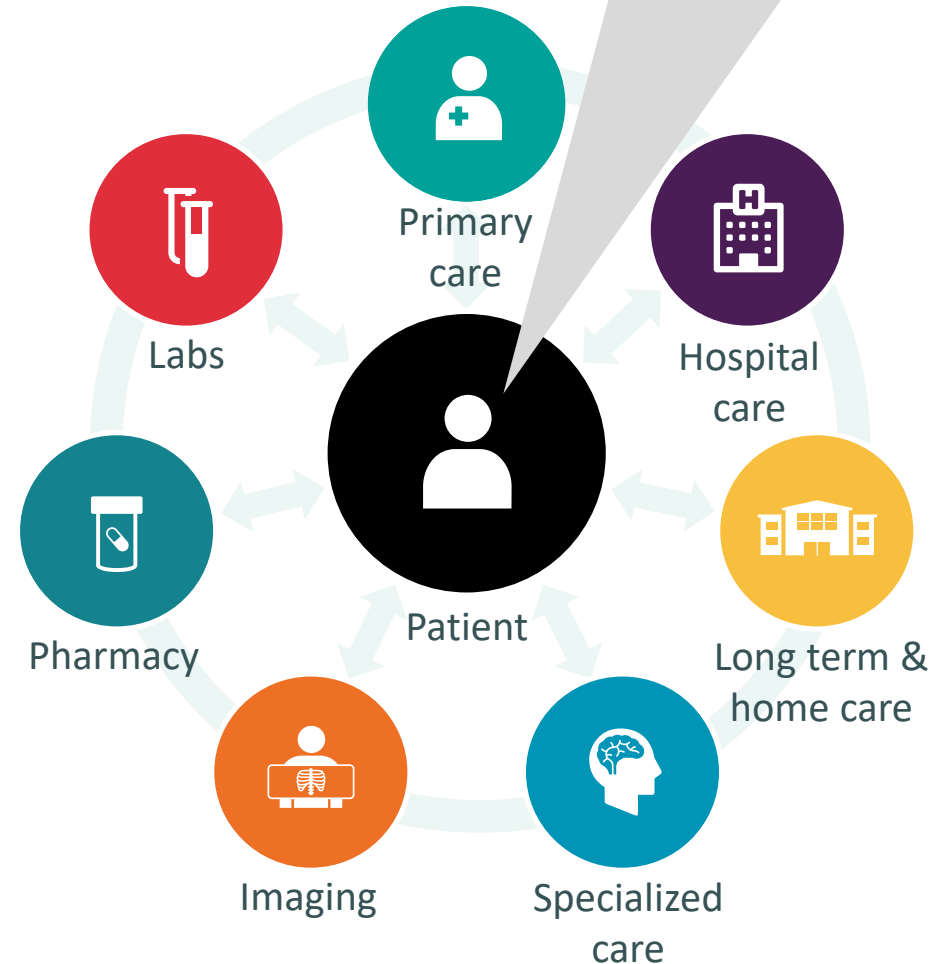 Primary
care
H
Labs
Hospital
care
Patient
Pharmacy
Long term &
home care
Imaging
Specialized
care